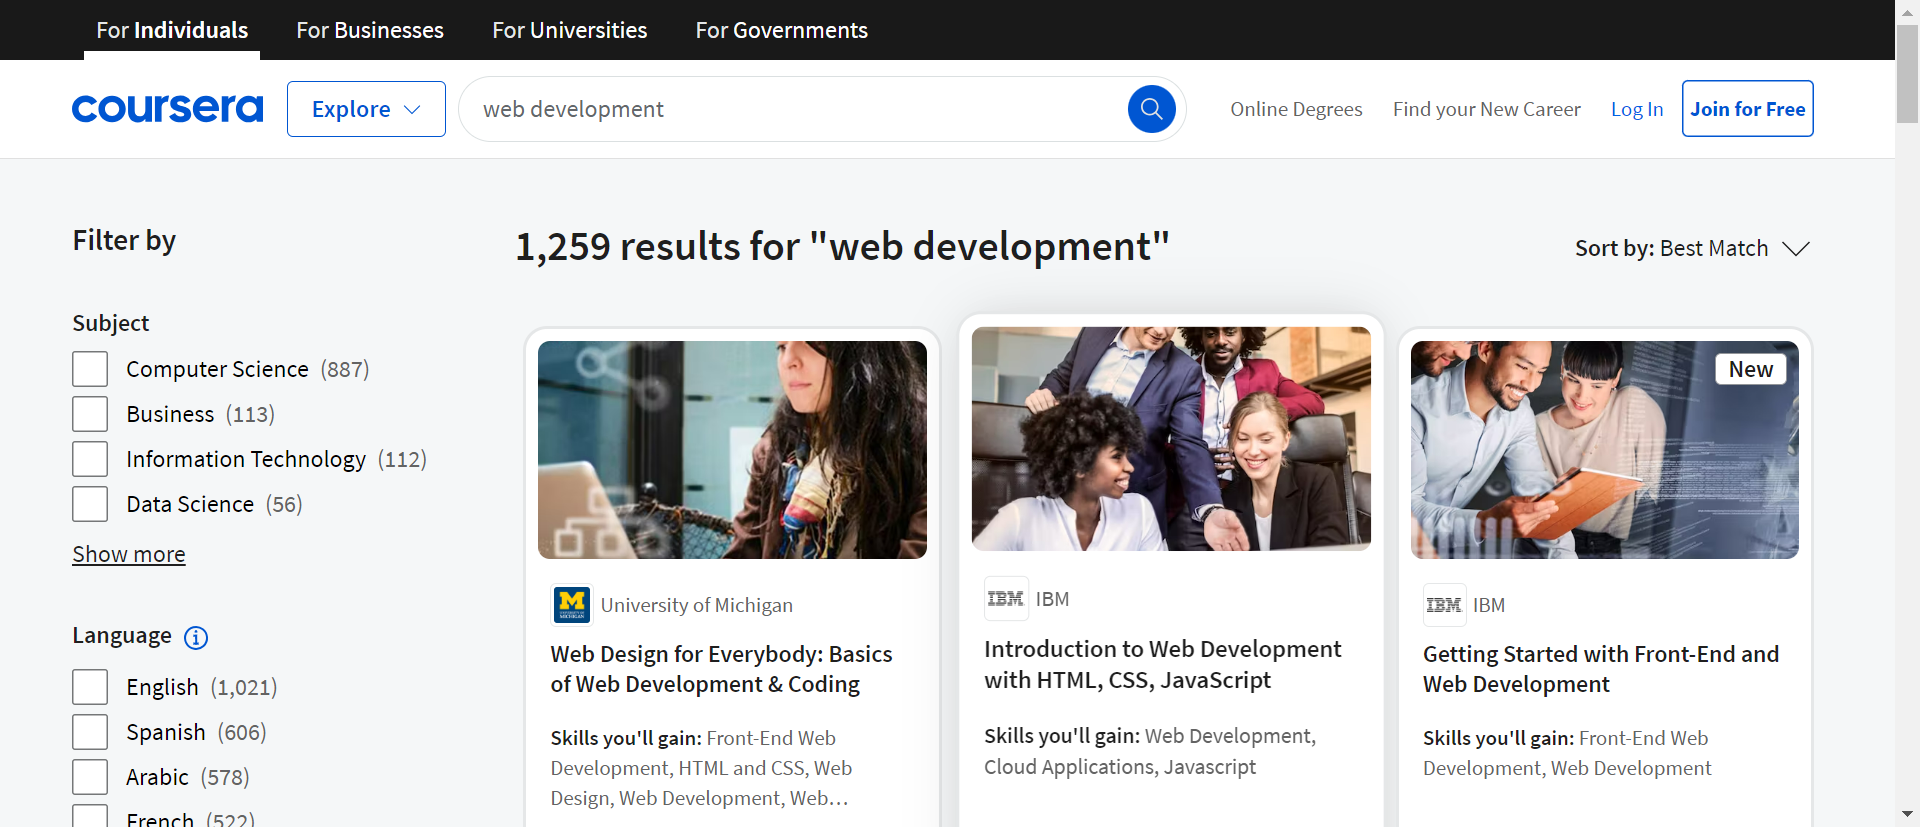 For Individuals
For Businesses
For Universities
For Governments
coursera
Explore
web development
Online Degrees
Find your New Career
Log In
Join for Free
Filter by
Subject
Computer Science (887)
Business (113)
Information Technology (112)
Data Science (56)
Show more
Language
English (1,021)
Spanish (606)
Arabic (578)
French (522)
1,259 results for "web development"
Sort by: Best Match
University of Michigan
Web Design for Everybody: Basics
of Web Development & Coding
Skills you'll gain: Front-End Web
Development, HTML and CSS, Web
Design, Web Development, Web…
IBM
IBM
Introduction to Web Development
with HTML, CSS, JavaScript
Skills you'll gain: Web Development,
Cloud Applications, Javascript
New
IBM
IBM
Getting Started with Front-End and
Web Development
Skills you'll gain: Front-End Web
Development, Web Development